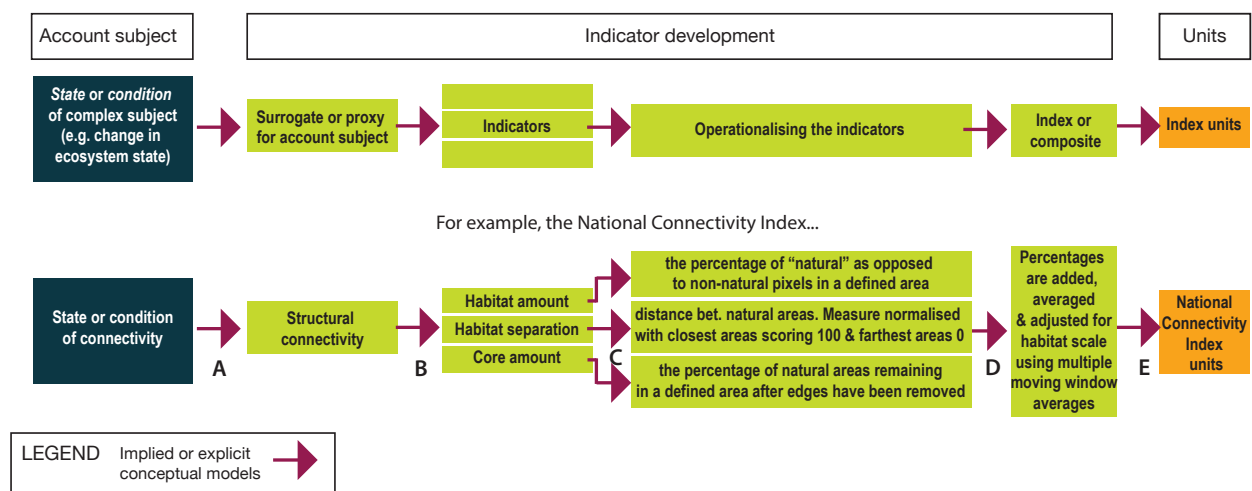 Account subject
Indicator development
Units
State or condition
of complex subject
(e.g. change in
ecosystem state)
Surrogate or proxy
for account subject
Indicators
Operationalising the indicators
Index or
composite
Index units
For example, the National Connectivity Index...
State or condition
of connectivity
A
Structural
connectivity
B
Habitat amount
Habitat separation
Core amount
C
the percentage of “natural” as opposed
to non-natural pixels in a defined area
distance bet. natural areas. Measure normalised
with closest areas scoring 100 & farthest areas 0
the percentage of natural areas remaining
in a defined area after edges have been removed
D
Percentages
are added,
averaged
& adjusted for
habitat scale
using multiple
moving window
averages
E
National
Connectivity
Index
units
LEGEND
Implied or explicit
conceptual models